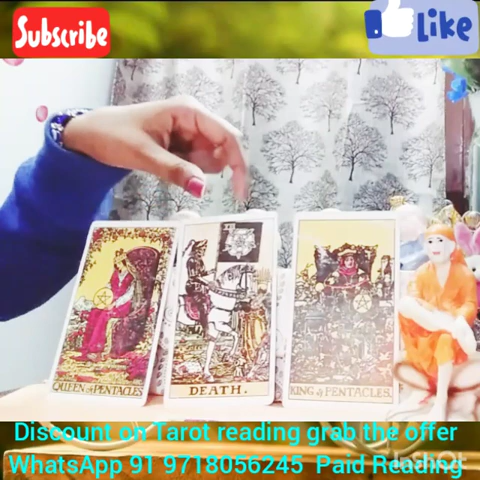 Subscribe
Like
XIII
QUEEN of PENTACLES
DEATH.
KING of PENTACLES.
Discount on Tarot reading grab the offer
WhatsApp 91 9718056245 Paid Reading